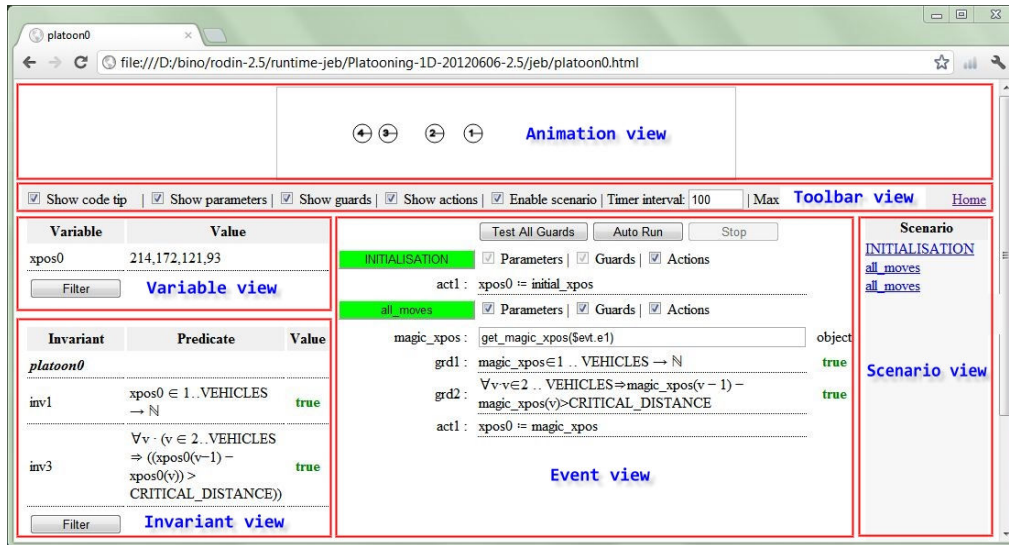 platoon0
file:///D:/bino/rodin-2.5/runtime-jeb/Platooning-1D-20120606-2.5/jeb/platoon0.html
4 3 2 1 Animation view
Show code tip | Show parameters | Show guards | Show actions | Enable scenario | Timer interval: 100 | Max Toolbar view Home
Variable Value
xpos0 214,172,121,93
Filter Variable view
Invariant Predicate Value
platoon0
inv1 xpos0 ∈ 1..VEHICLES
→ ℕ true
∀v · (v ∈ 2..VEHICLES
⇒ ((xpos0(v−1) −
inv3 xpos0(v)) > true
CRITICAL_DISTANCE))
Filter Invariant view
Test All Guards Auto Run Stop
INITIALISATION Parameters | Guards | Actions
act1 : xpos0 ≔ initial_xpos
all_moves Parameters | Guards | Actions
magic_xpos : get_magic_xpos($evt.e1) object
grd1 : magic_xpos∈1 .. VEHICLES → ℕ true
grd2 : ∀v·v∈2 .. VEHICLES⇒magic_xpos(v − 1) −
magic_xpos(v)>CRITICAL_DISTANCE true
act1 : xpos0 ≔ magic_xpos
Event view
Scenario
INITIALISATION
all_moves
all_moves
Scenario view